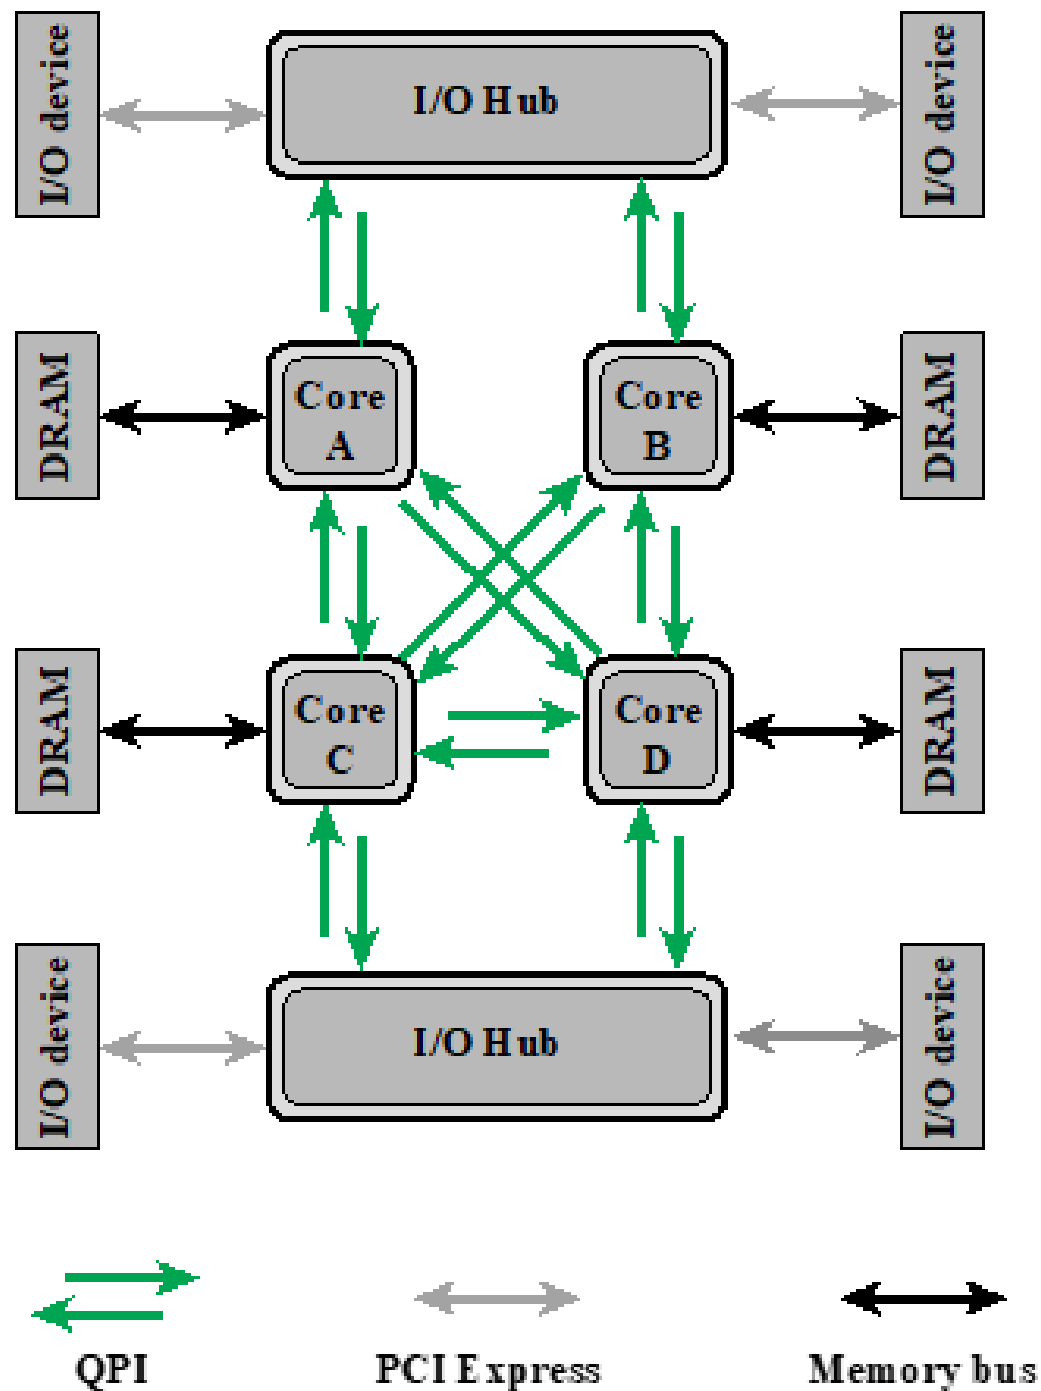 I/O device
I/O Hub
I/O device
DRAM
Core
A
Core
B
DRAM
DRAM
Core
C
Core
D
DRAM
I/O device
I/O Hub
I/O device
QPI
PCI Express
Memory bus